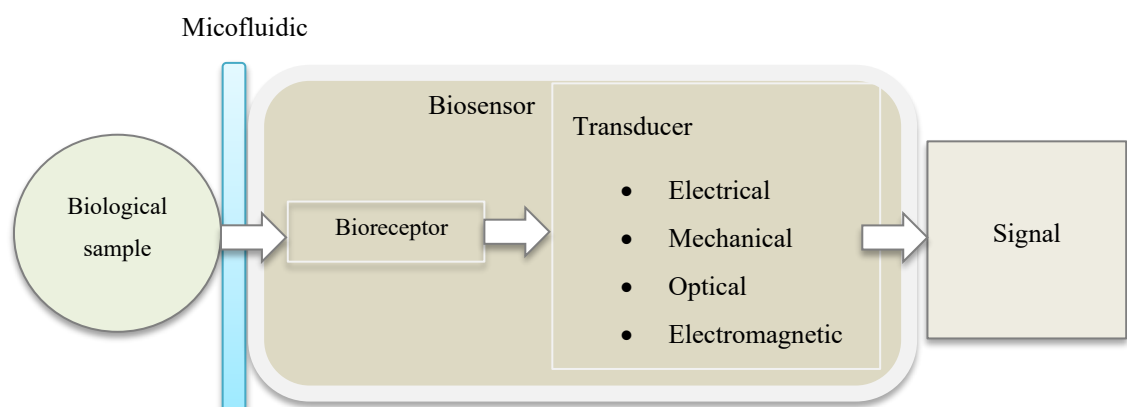 Micofluidic
Biosensor
Transducer
Biological
sample
Bioreceptor
• Electrical
• Mechanical
• Optical
• Electromagnetic
Signal